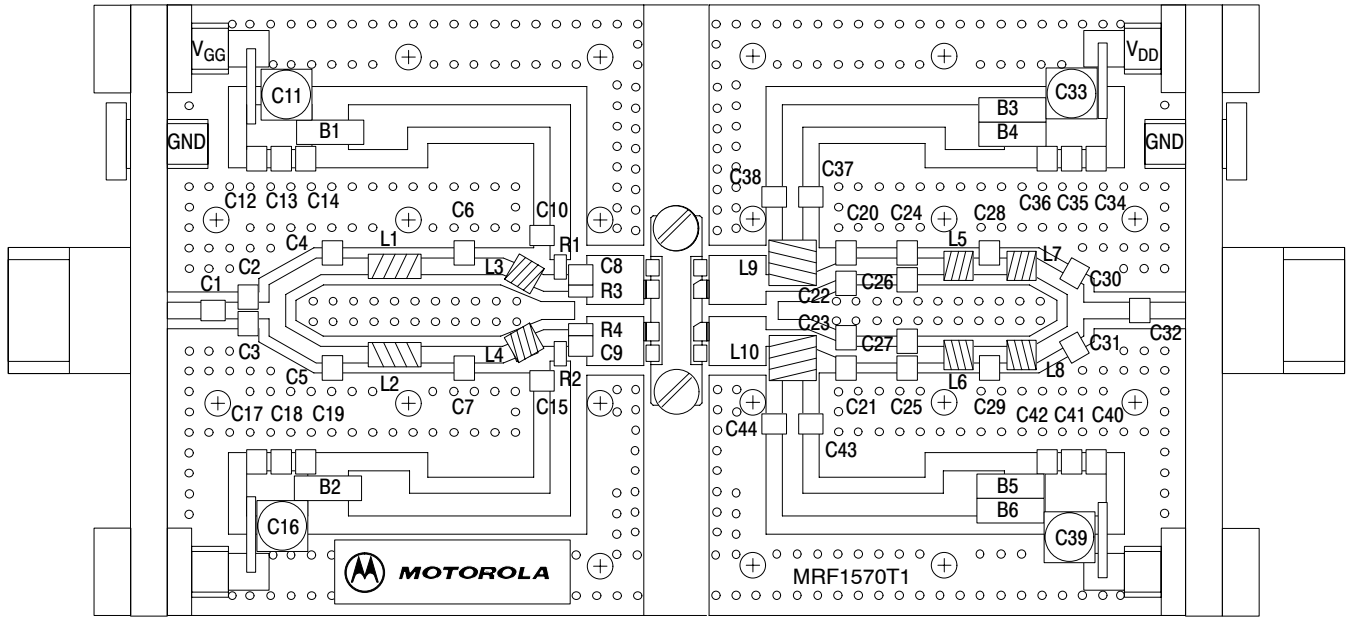 VGG
VDD
C11
C33
B1
B3
B4
GND
GND
C12 C13 C14
C38
C37
C36 C35 C34
C4
L1
C6
C10
R1
C20 C24 C28
L5
L7
C2
L3
C8
R3
L9
C22
C26
C30
C1
C3
R4
C9
C23
C27
C31
C32
C5
L2
L4
R2
L10
L6
L8
C17 C18 C19
C7
C15
C44
C21 C25 C29
C42 C41 C40
C43
B2
B5
B6
C16
C39
MOTOROLA
MRF1570T1